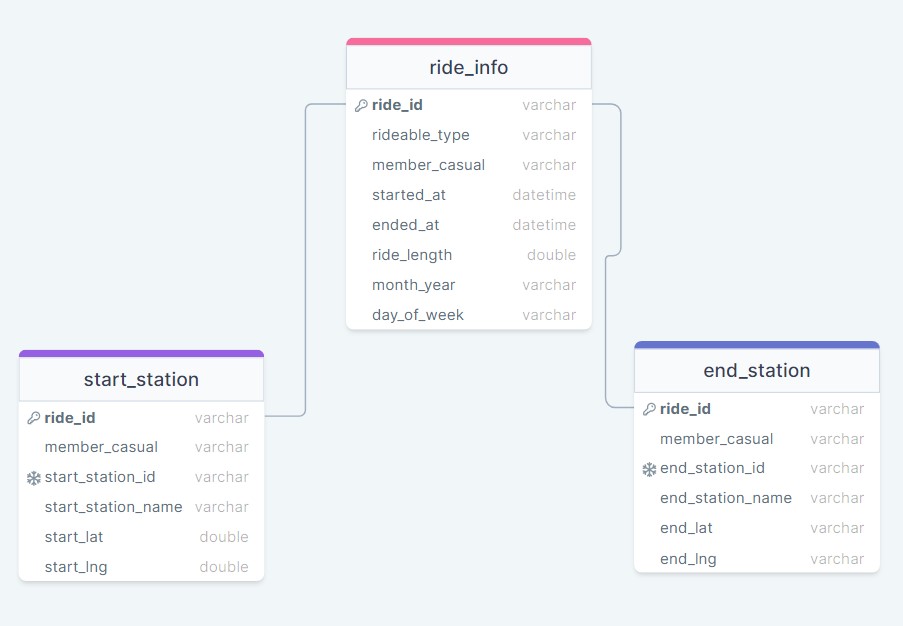 ride_info
ride_id varchar
rideable_type varchar
member_casual varchar
started_at datetime
ended_at datetime
ride_length double
month_year varchar
day_of_week varchar
start_station
ride_id varchar
member_casual varchar
start_station_id varchar
start_station_name varchar
start_lat double
start_lng double
end_station
ride_id varchar
member_casual varchar
end_station_id varchar
end_station_name varchar
end_lat varchar
end_lng varchar